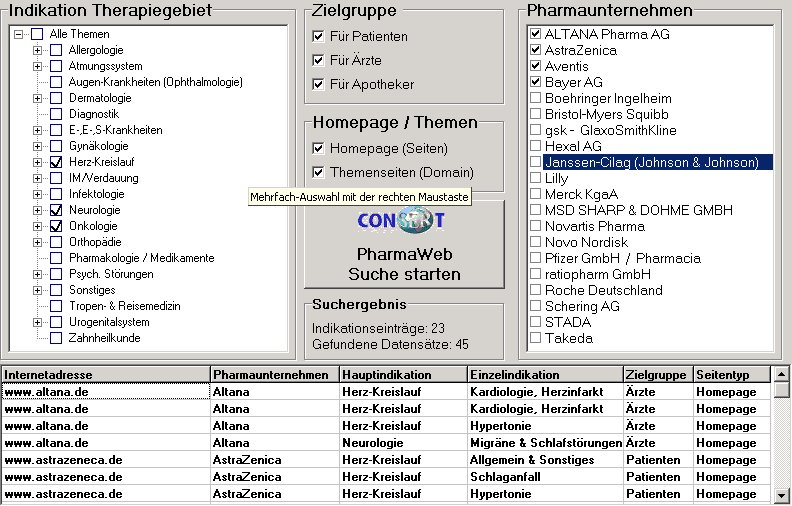 Indikation Therapiegebiet
Alle Themen
Allergologie
Atmungssystem
Augen-Krankheiten (Ophthalmologie)
Dermatologie
Diagnostik
E-,E-,S-Krankheiten
Gynäkologie
Herz-Kreislauf
IM/Verdauung
Infektologie
Neurologie
Onkologie
Orthopädie
Pharmakologie / Medikamente
Psych. Störungen
Sonstiges
Tropen- & Reisemedizin
Urogenitalsystem
Zahnheilkunde
Zielgruppe
Für Patienten
Für Ärzte
Für Apotheker
Homepage / Themen
Homepage (Seiten)
Themenseiten (Domain)
Mehrfach-Auswahl mit der rechten Maustaste
CONSERT
PharmaWeb
Suche starten
Suchergebnis
Indikationseinträge: 23
Gefundene Datensätze: 45
Pharmaunternehmen
ALTANA Pharma AG
AstraZenica
Aventis
Bayer AG
Boehringer Ingelheim
Bristol-Myers Squibb
gsk - GlaxoSmithKline
Hexal AG
Janssen-Cilag (Johnson & Johnson)
Lilly
Merck KgaA
MSD SHARP & DOHME GMBH
Novartis Pharma
Novo Nordisk
Pfizer GmbH / Pharmacia
ratiopharm GmbH
Roche Deutschland
Schering AG
STADA
Takeda
Internetadresse Pharmaunternehmen Hauptindikation Einzelindikation Zielgruppe Seitentyp
www.altana.de Altana Herz-Kreislauf Kardiologie, Herzinfarkt Ärzte Homepage
www.altana.de Altana Herz-Kreislauf Kardiologie, Herzinfarkt Ärzte Homepage
www.altana.de Altana Herz-Kreislauf Hypertonie Ärzte Homepage
www.altana.de Altana Neurologie Migräne & Schlafstörungen Ärzte Homepage
www.astrazeneca.de AstraZenica Herz-Kreislauf Allgemein & Sonstiges Patienten Homepage
www.astrazeneca.de AstraZenica Herz-Kreislauf Schlaganfall Patienten Homepage
www.astrazeneca.de AstraZenica Herz-Kreislauf Hypertonie Patienten Homepage